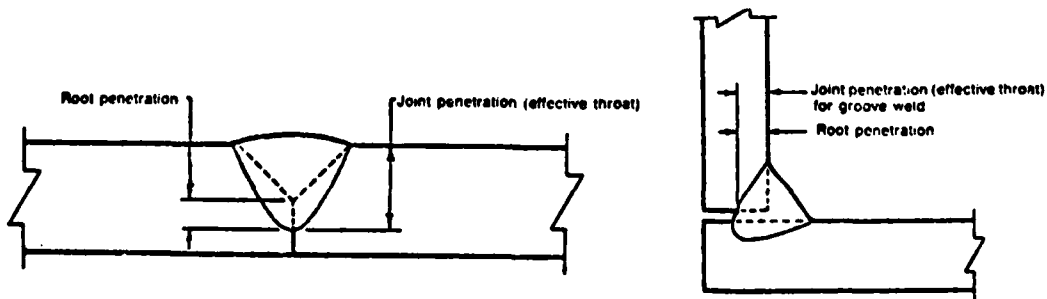 Root penetration
Joint penetration (effective throat)
Joint penetration (effective throat)
for groove weld
Root penetration